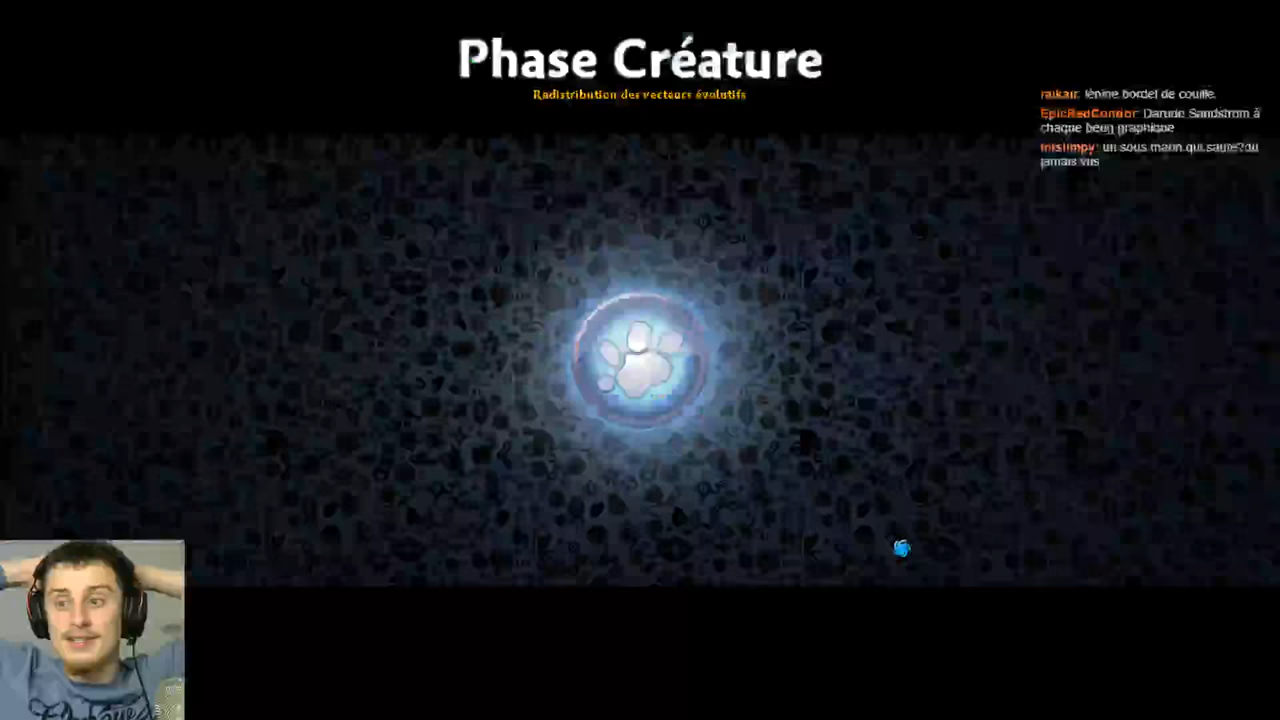 Phase Créature
Redistribution des vecteurs évolutifs
raikair: lénine bordel de couille.
EpicRedCondor: Darude Sandstrom à
chaque beug graphique
un sous marin qui saute?du
jamais vus